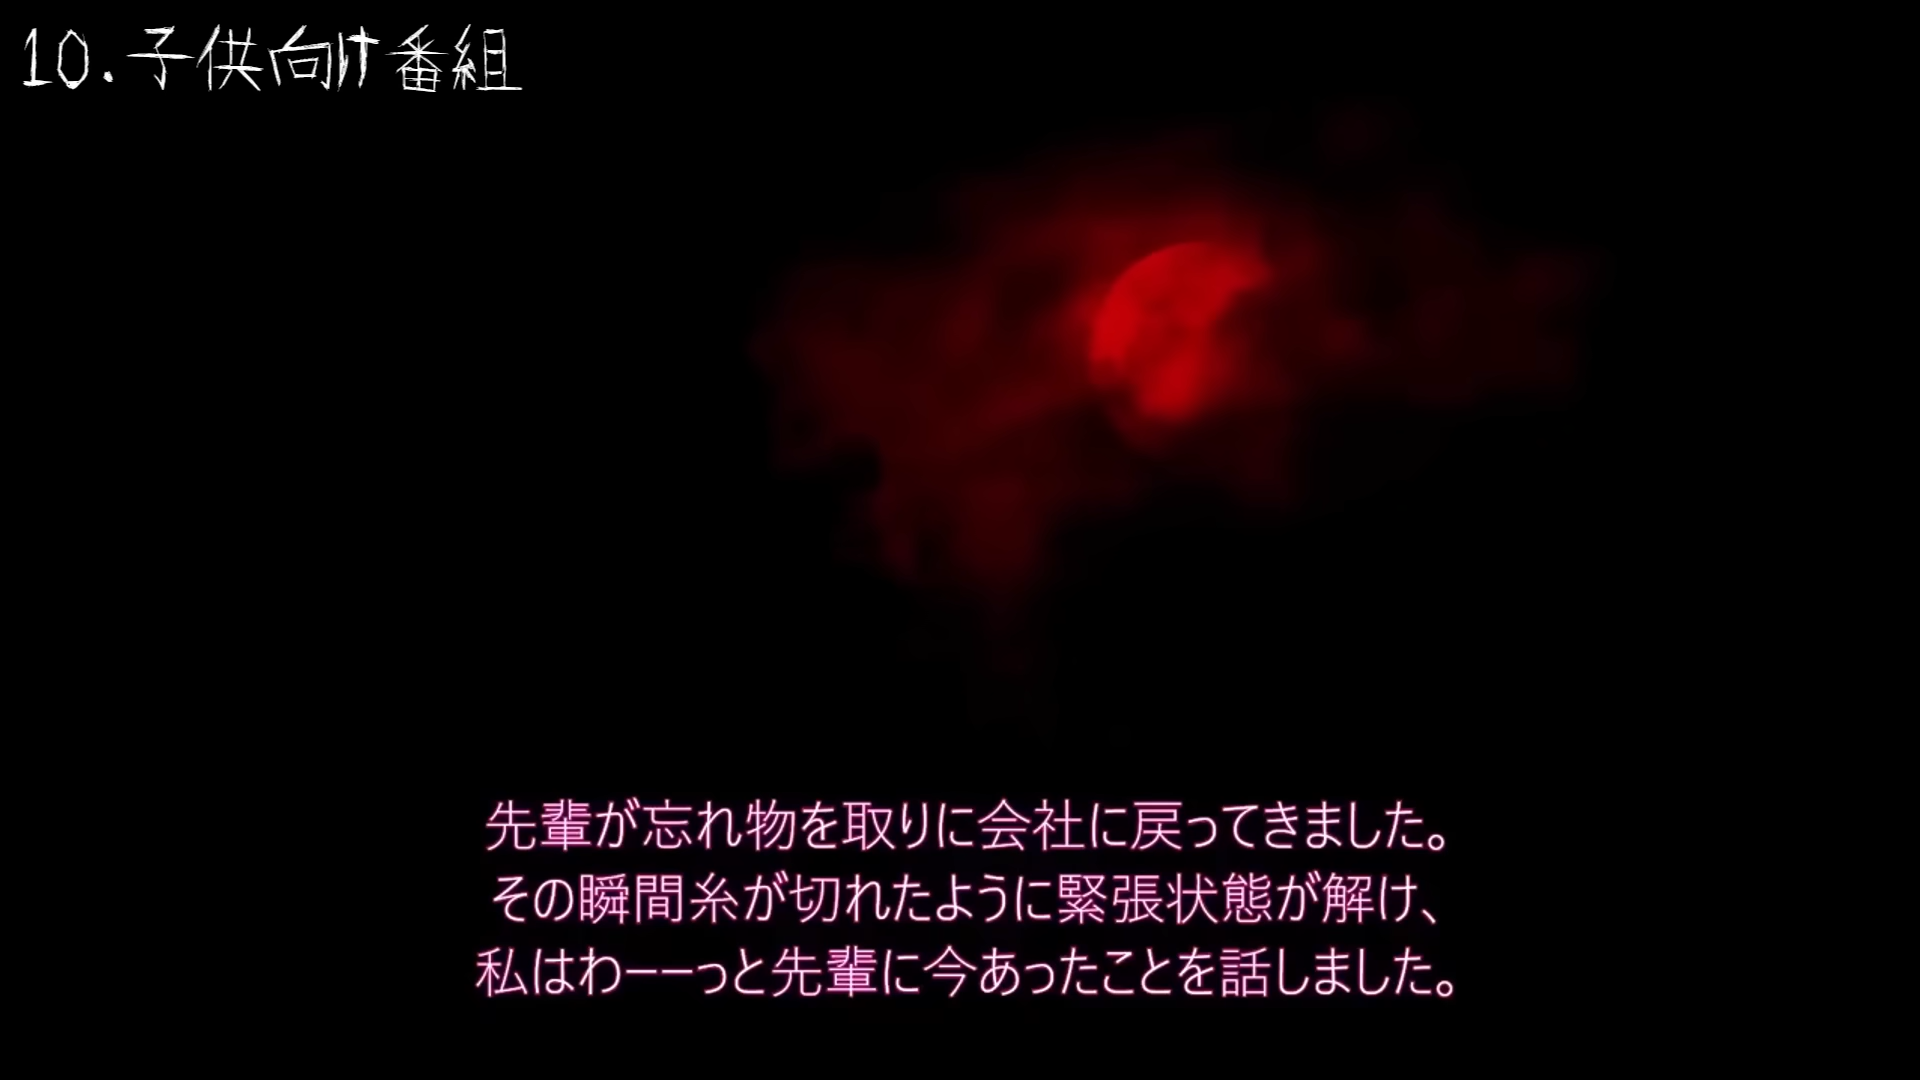 10.子供向け番組
先輩が忘れ物を取りに会社に戻ってきました。
その瞬間糸が切れたように緊張状態が解け、
私はわーーっと先輩に今あったことを話しました。